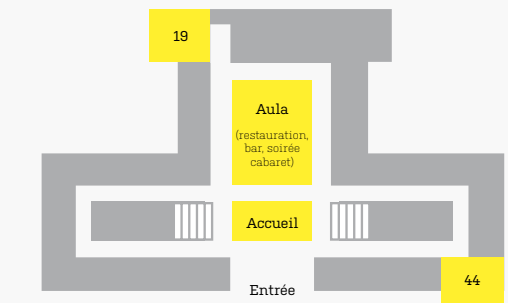 19
Aula
(restauration,
bar, soirée
cabaret)
Accueil
44
Entrée